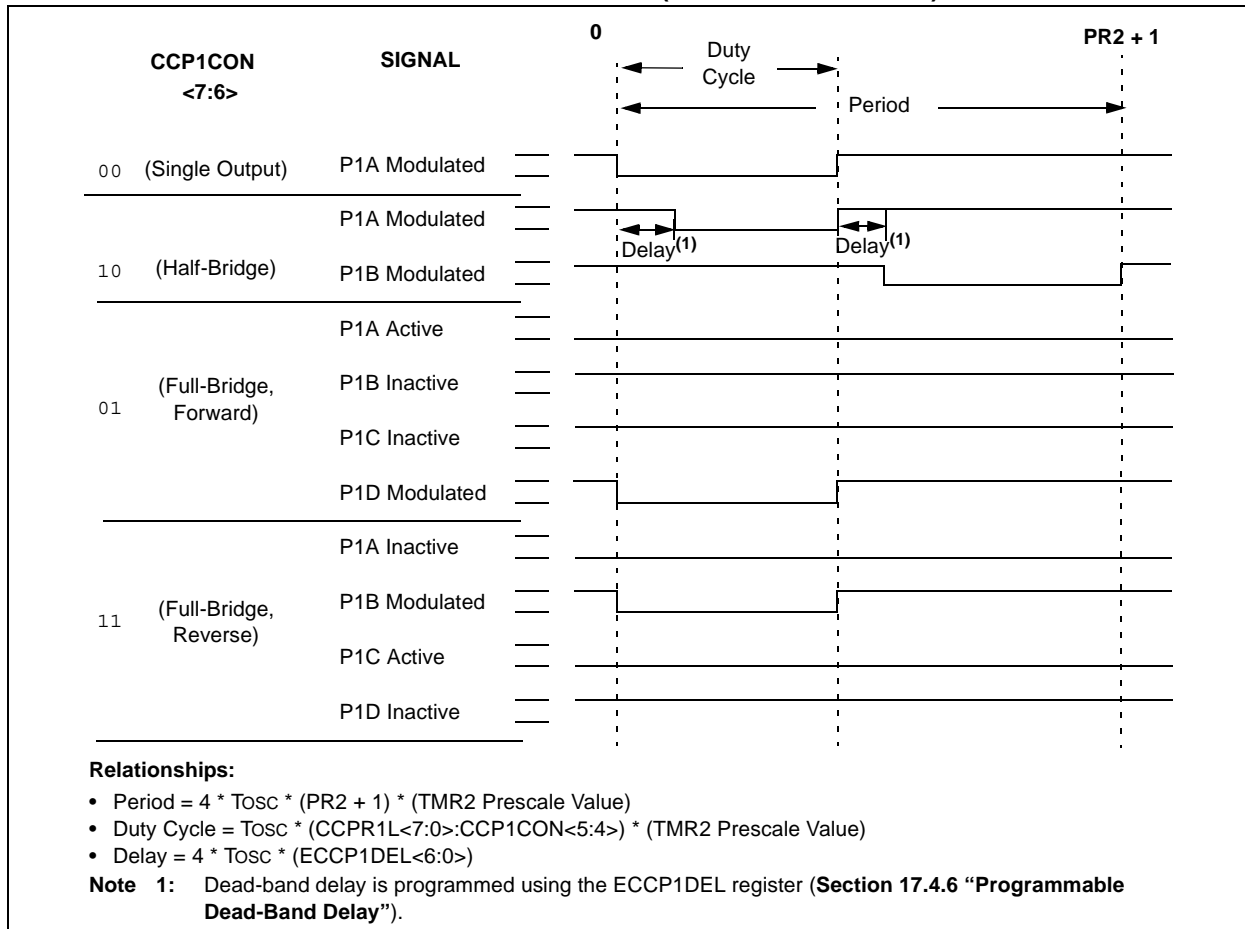 0
PR2 + 1
CCP1CON
<7:6>
SIGNAL
Duty
Cycle
Period
00 (Single Output) P1A Modulated
P1A Modulated
Delay(1) Delay(1)
10 (Half-Bridge) P1B Modulated
P1A Active
01 (Full-Bridge,
Forward)
P1B Inactive
P1C Inactive
P1D Modulated
P1A Inactive
11 (Full-Bridge,
Reverse)
P1B Modulated
P1C Active
P1D Inactive
Relationships:
• Period = 4 * TOSC * (PR2 + 1) * (TMR2 Prescale Value)
• Duty Cycle = TOSC * (CCPR1L<7:0>:CCP1CON<5:4>) * (TMR2 Prescale Value)
• Delay = 4 * TOSC * (ECCP1DEL<6:0>)
Note 1: Dead-band delay is programmed using the ECCP1DEL register (Section 17.4.6 “Programmable
Dead-Band Delay”).